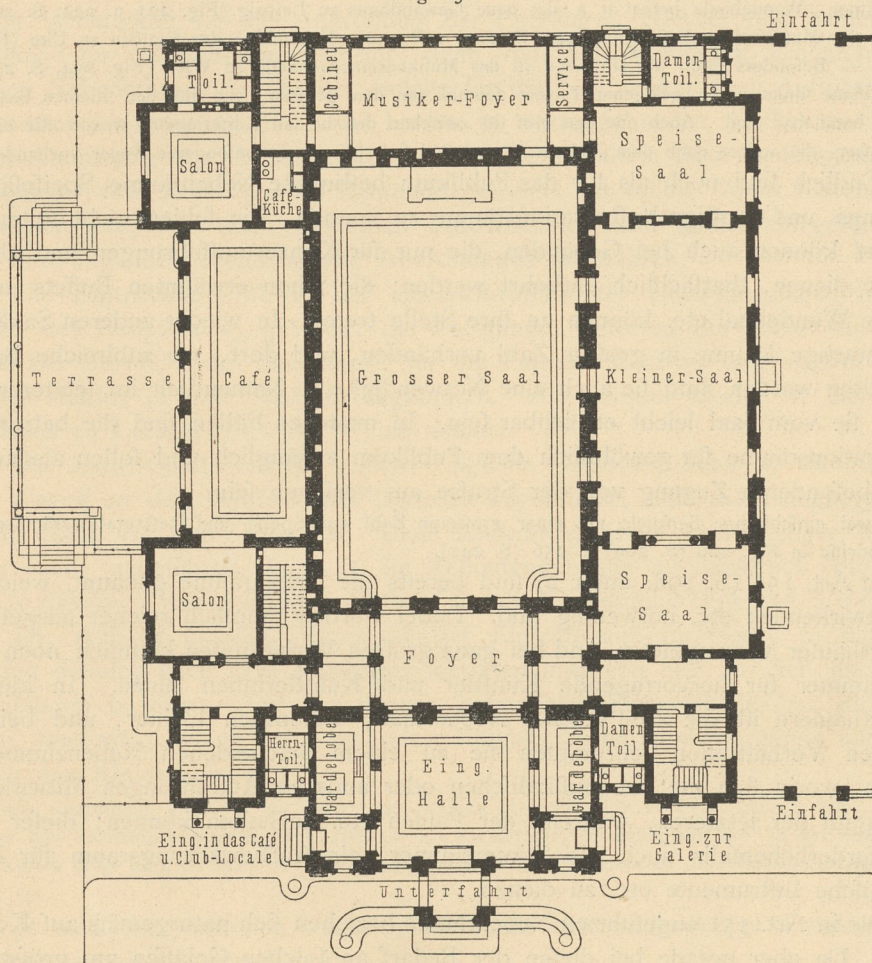 Einfahrt
Toil.
Cabinet
Musiker-Foyer
Service
Damen
Toil.
Speise
Saal
Salon
Café-
Küche
Terrasse
Café
Grosser Saal
Kleiner-Saal
Salon
Speise
Saal
Foyer
Herrn-
Toil.
Garderobe
Eing.
Halle
Garderobe
Damen
Toil.
Einfahrt
Eing. in das Café
u. Club-Locale
Eing. zur
Galerie
Unterfahrt